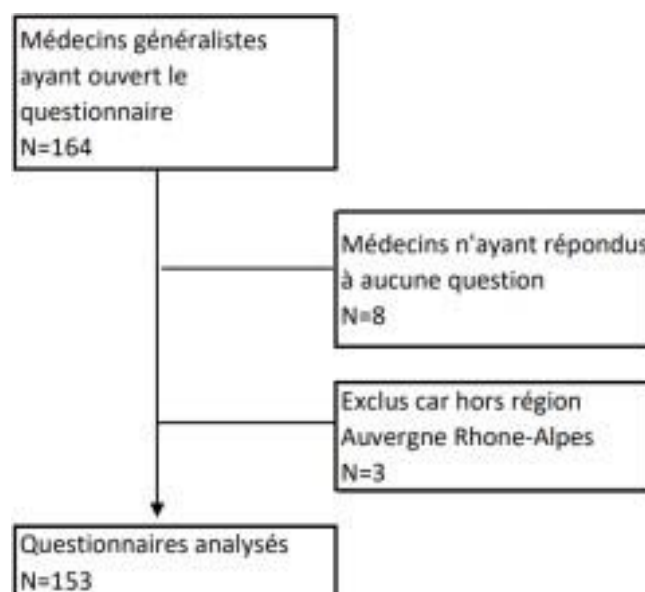 Médecins généralistes
ayant ouvert le
questionnaire
N=164
Médecins n'ayant répondus
à aucune question
N=8
Exclus car hors région
Auvergne Rhone-Alpes
N=3
Questionnaires analysés
N=153